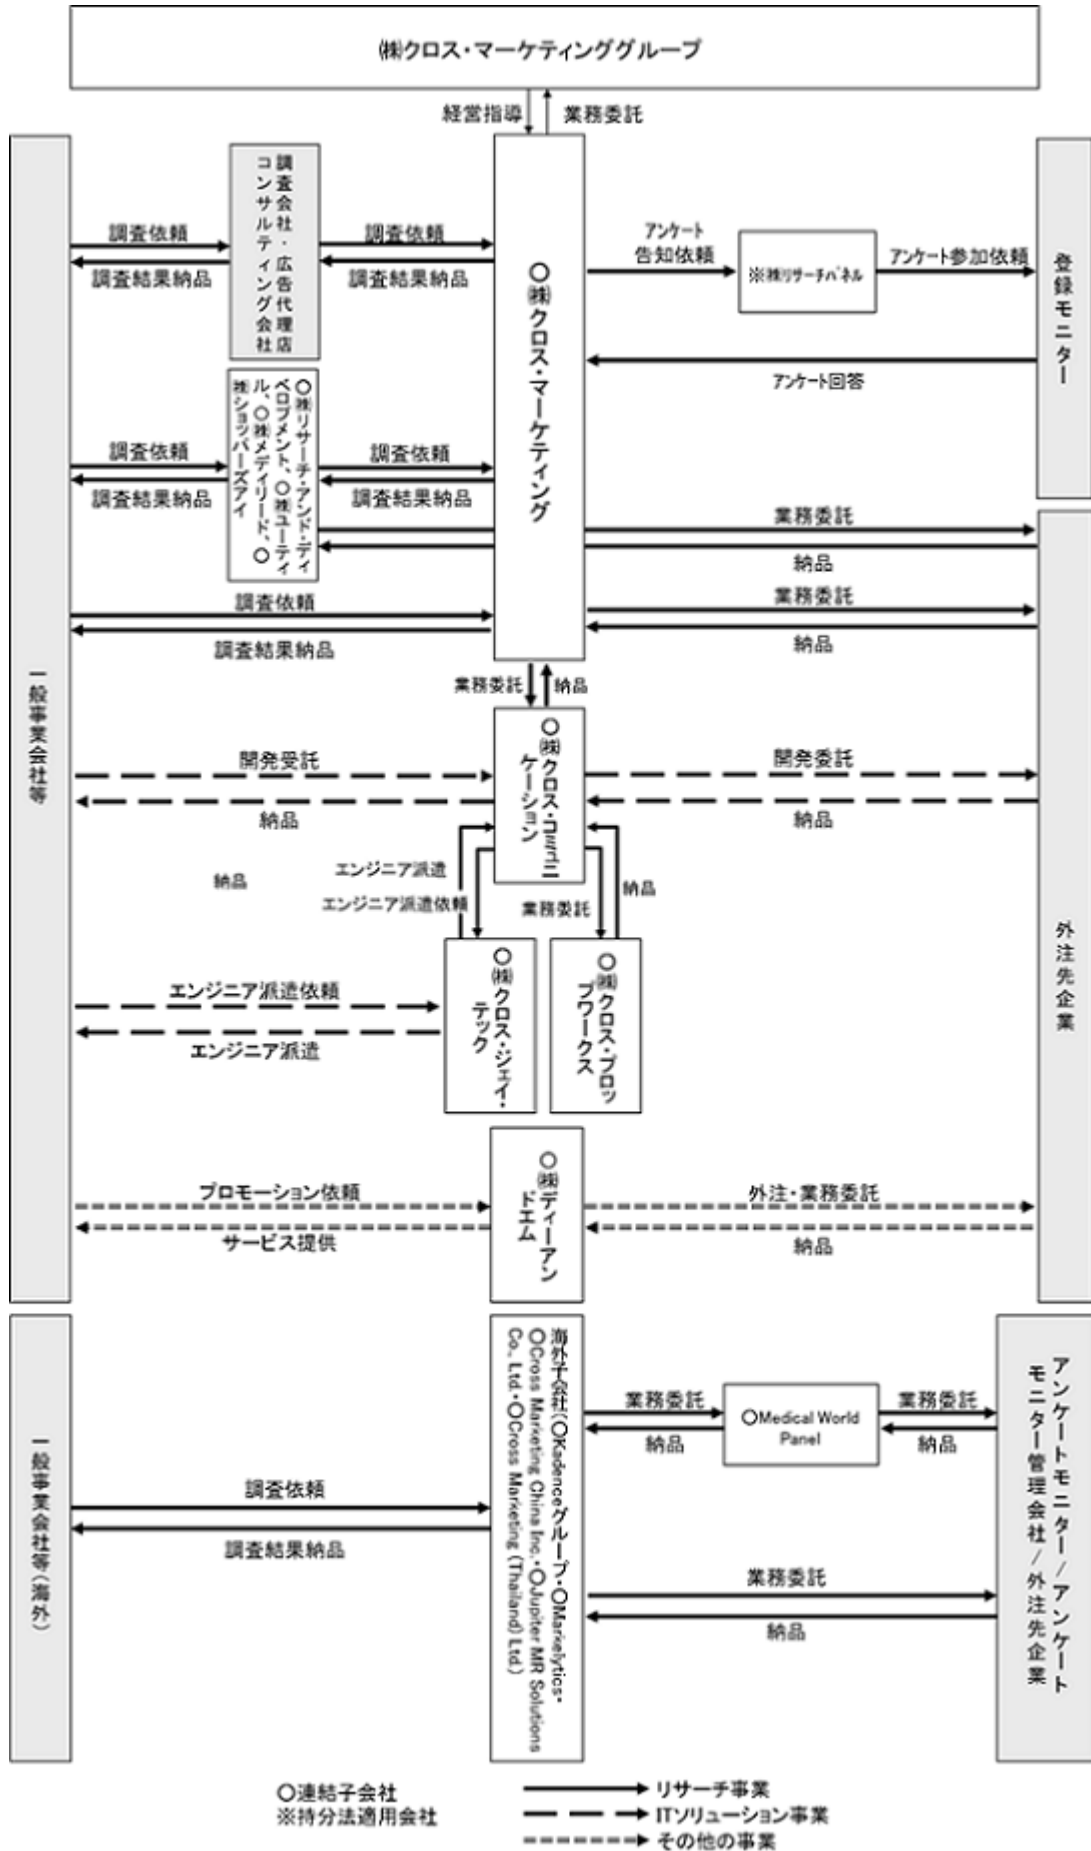 ㈱クロス・マーケティンググループ
経営指導
業務委託
一般事業会社等
調査会社・広告代理店
コンサルティング会社
調査依頼
調査結果納品
調査依頼
調査結果納品
○㈱クロス・マーケティング
アンケート
告知依頼
※㈱リサーチパネル
アンケート参加依頼
登録モニター
アンケート回答
○㈱リサーチ・アンド・ディ
ベロプメント、○㈱ユーティ
ル、○㈱メディリード、○
㈱ショッパーズアイ
調査依頼
調査結果納品
調査依頼
調査結果納品
業務委託
納品
調査依頼
調査結果納品
業務委託
納品
外注先企業
業務委託
納品
○㈱クロス・コミュニ
ケーション
開発受託
納品
開発委託
納品
納品
エンジニア派遣
エンジニア派遣依頼
業務委託
納品
○㈱クロス・ジェイ・
テック
○㈱クロス・プロッ
プワークス
エンジニア派遣依頼
エンジニア派遣
○㈱ディーアン
ドエム
プロモーション依頼
サービス提供
外注・業務委託
納品
一般事業会社等(海外)
海外子会社(○Kadenceグループ・○Markelytics・
○Cross Marketing China Inc.・○Jupiter MR Solutions
Co., Ltd.・○Cross Marketing (Thailand) Ltd.)
業務委託
納品
○Medical World
Panel
業務委託
納品
アンケートモニター/アンケート
モニター管理会社/外注先企業
調査依頼
調査結果納品
業務委託
納品
○連結子会社
※持分法適用会社
リサーチ事業
ITソリューション事業
その他の事業